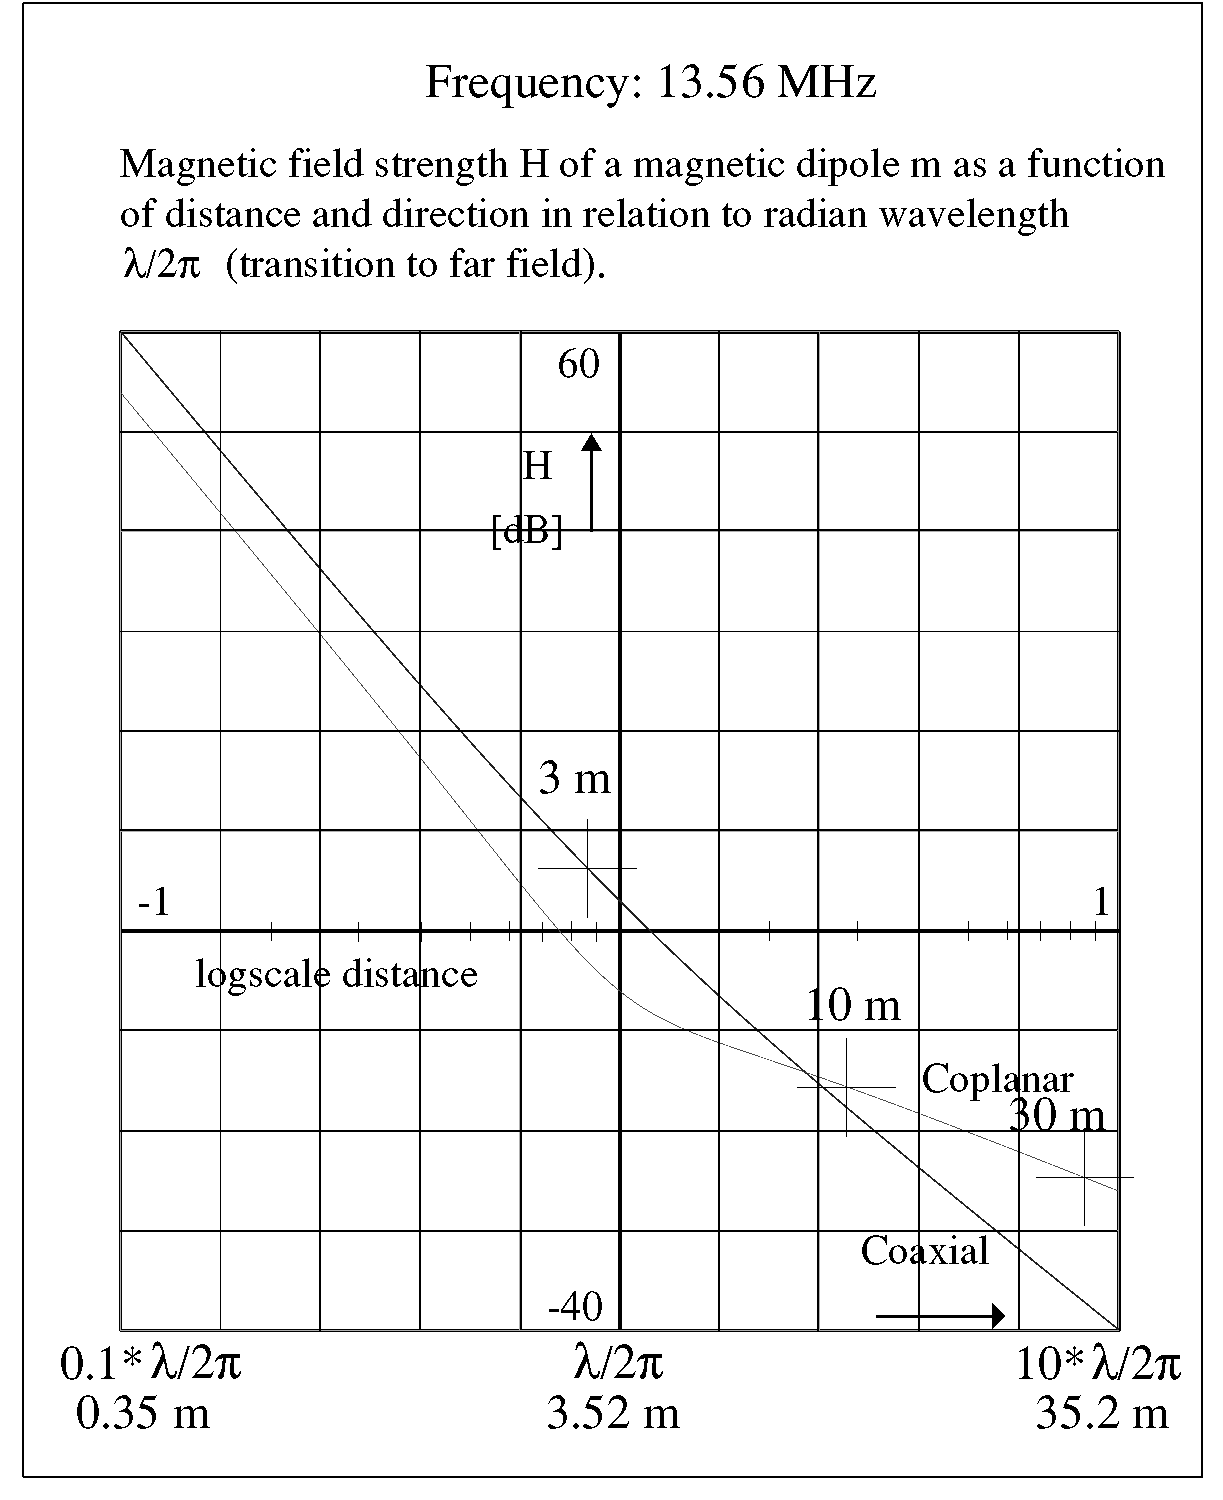 Frequency: 13.56 MHz
Magnetic field strength H of a magnetic dipole m as a function
of distance and direction in relation to radian wavelength
λ/2π (transition to far field).
60
H
[dB]
3 m
-1
1
logscale distance
10 m
Coplanar
30 m
Coaxial
-40
0.1* λ/2π
λ/2π
10* λ/2π
0.35 m
3.52 m
35.2 m